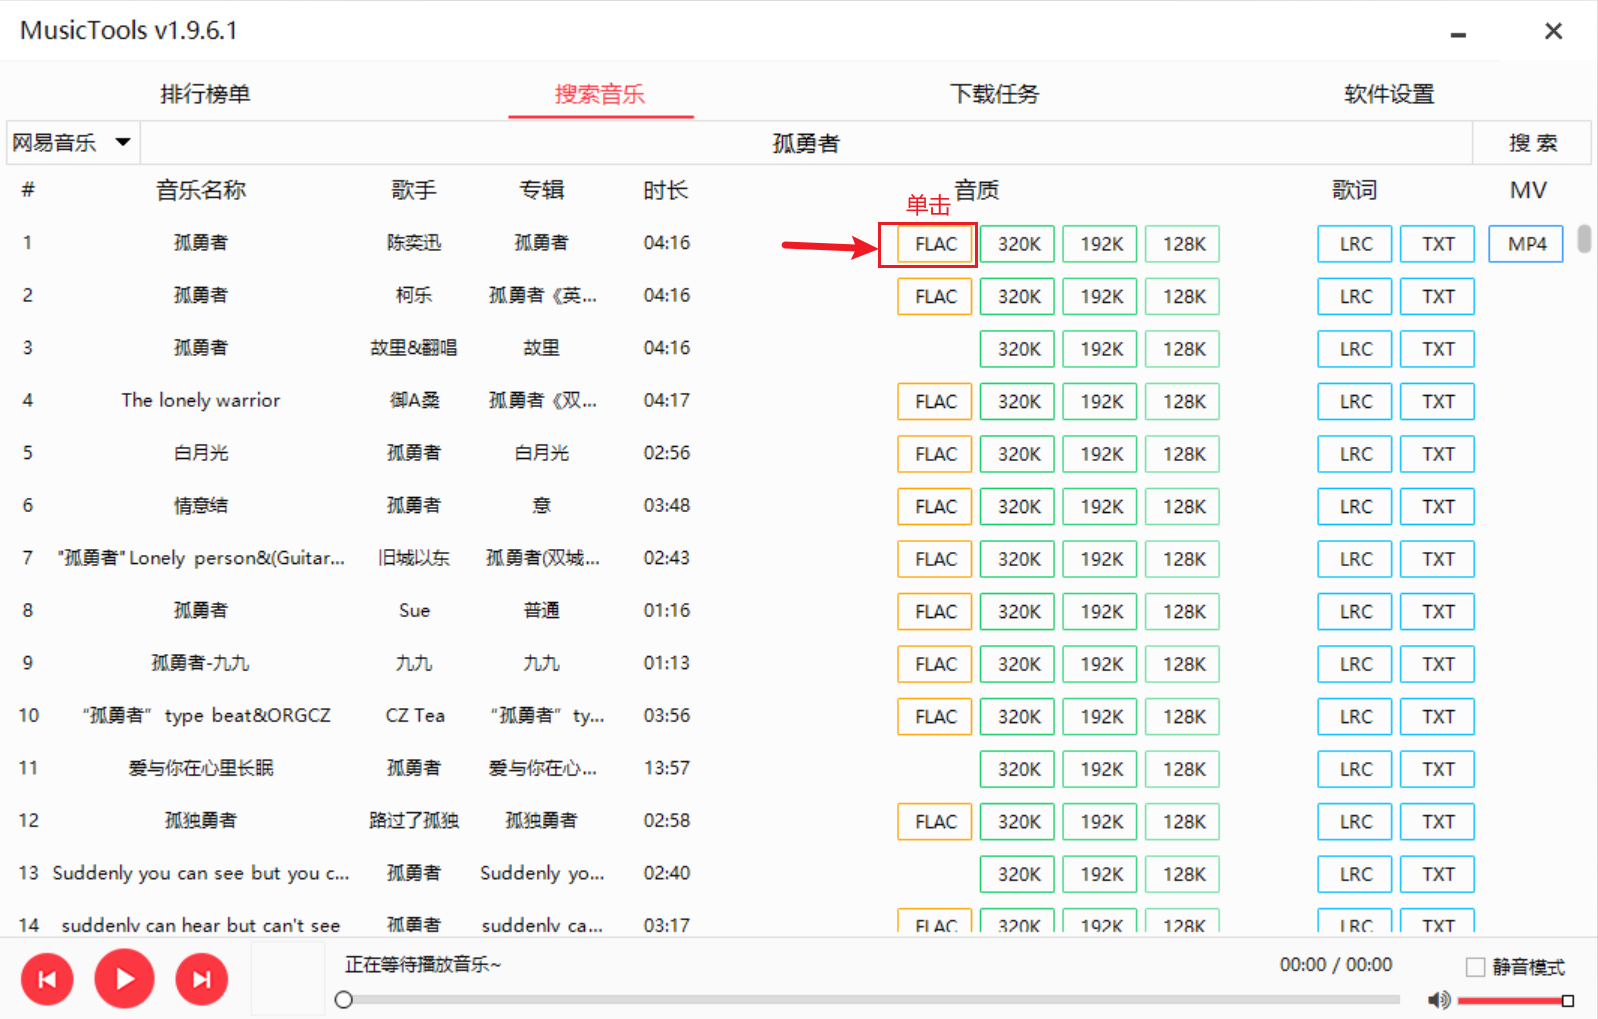 MusicTools v1.9.6.1
排行榜单 搜索音乐 下载任务 软件设置
网易音乐 孤勇者 搜 索
# 音乐名称 歌手 专辑 时长 音质 歌词 MV
单击
1 孤勇者 陈奕迅 孤勇者 04:16 FLAC 320K 192K 128K LRC TXT MP4
2 孤勇者 柯乐 孤勇者《英... 04:16 FLAC 320K 192K 128K LRC TXT
3 孤勇者 故里&翻唱 故里 04:16 320K 192K 128K LRC TXT
4 The lonely warrior 御A桑 孤勇者《双... 04:17 FLAC 320K 192K 128K LRC TXT
5 白月光 孤勇者 白月光 02:56 FLAC 320K 192K 128K LRC TXT
6 情意结 孤勇者 意 03:48 FLAC 320K 192K 128K LRC TXT
7 "孤勇者"Lonely person&(Guitar... 旧城以东 孤勇者(双城... 02:43 FLAC 320K 192K 128K LRC TXT
8 孤勇者 Sue 普通 01:16 FLAC 320K 192K 128K LRC TXT
9 孤勇者-九九 九九 九九 01:13 FLAC 320K 192K 128K LRC TXT
10 “孤勇者” type beat&ORGCZ CZ Tea “孤勇者” ty... 03:56 FLAC 320K 192K 128K LRC TXT
11 爱与你在心里长眠 孤勇者 爱与你在心... 13:57 320K 192K 128K LRC TXT
12 孤独勇者 路过了孤独 孤独勇者 02:58 FLAC 320K 192K 128K LRC TXT
13 Suddenly you can see but you c... 孤勇者 Suddenly yo... 02:40 320K 192K 128K LRC TXT
14 suddenly can hear but can't see 孤勇者 suddenly ca... 03:17 FLAC 320K 192K 128K LRC TXT
正在等待播放音乐~ 00:00 / 00:00 静音模式